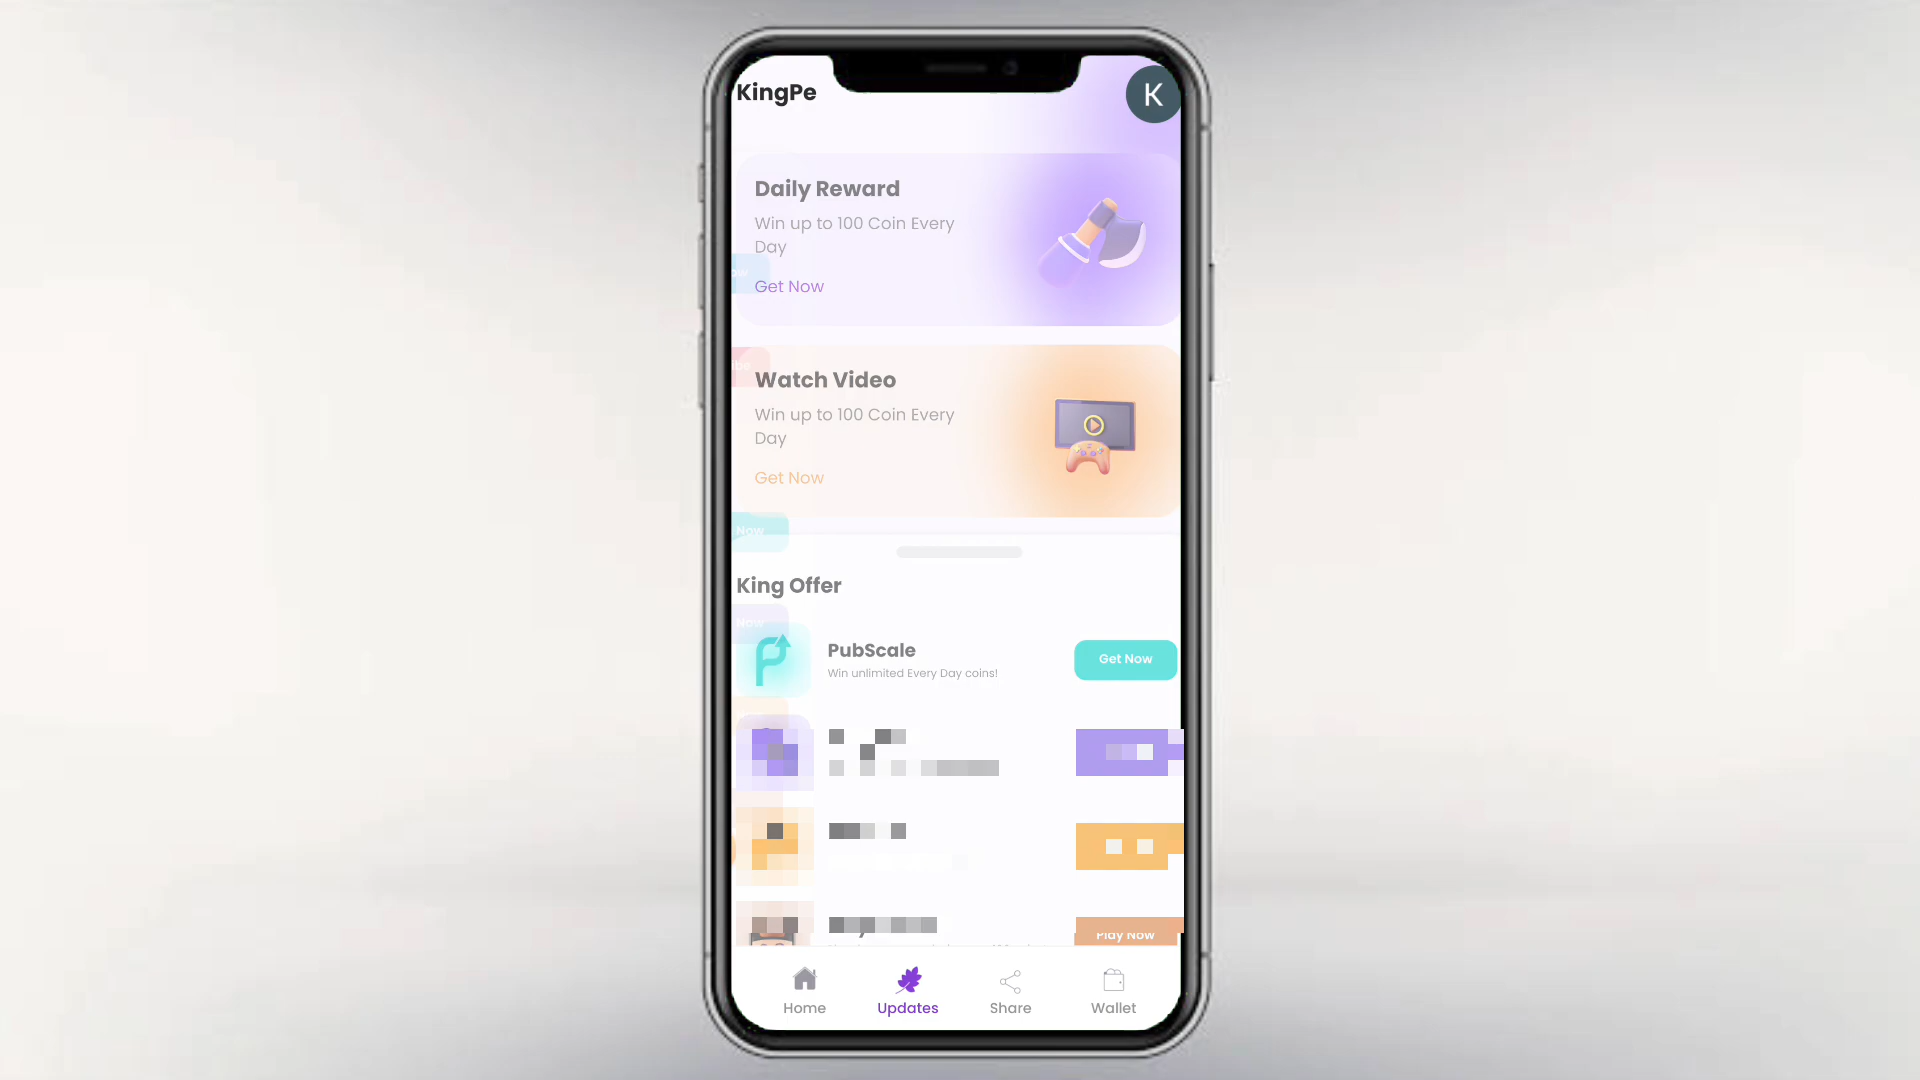 KingPe
K
Daily Reward
Win up to 100 Coin Every
Day
Get Now
Watch Video
Win up to 100 Coin Every
Day
Get Now
Now
King Offer
Now
PubScale
Win unlimited Every Day coins!
Get Now
Play Now
Home
Updates
Share
Wallet